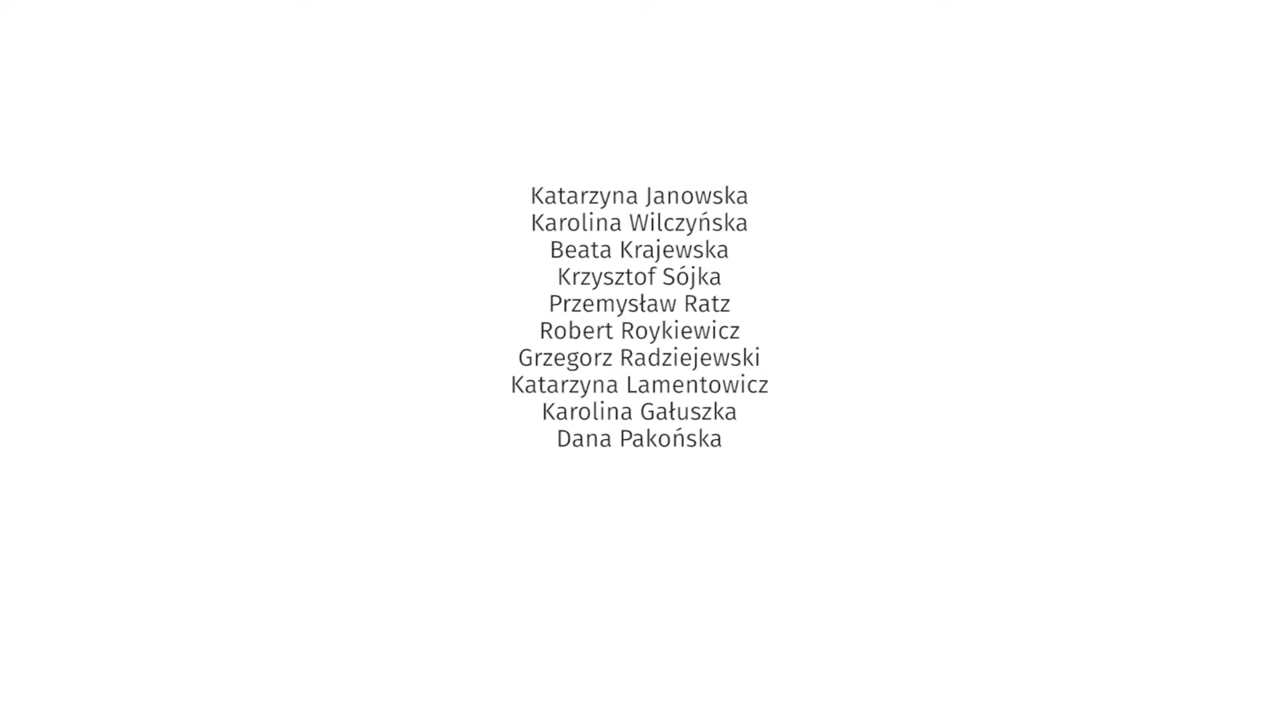 Katarzyna Janowska
Karolina Wilczyńska
Beata Krajewska
Krzysztof Sójka
Przemysław Ratz
Robert Roykiewicz
Grzegorz Radziejewski
Katarzyna Lamentowicz
Karolina Gałuszka
Dana Pakońska